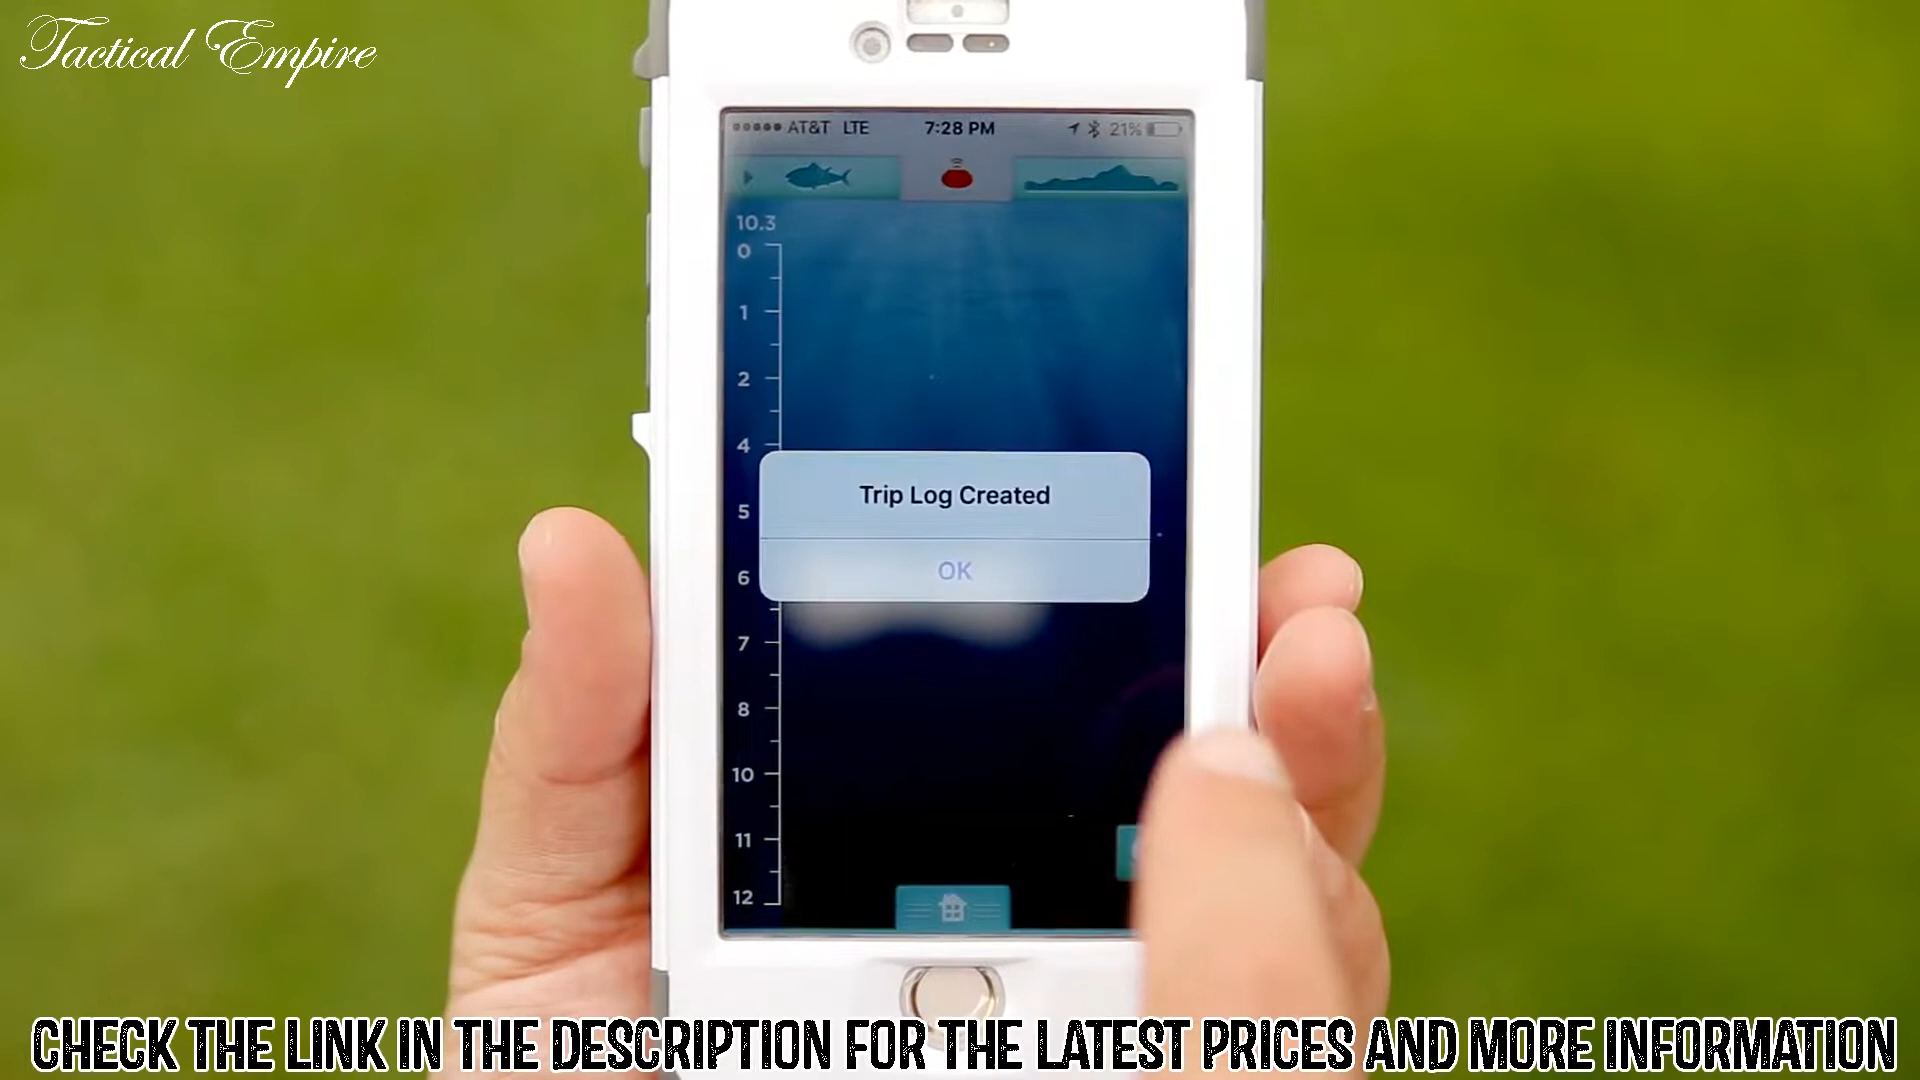 Tactical Empire
AT&T LTE 7:28 PM 21%
10.3
0
1
2
4
5
6
7
8
10
11
12
Trip Log Created
OK
CHECK THE LINK IN THE DESCRIPTION FOR THE LATEST PRICES AND MORE INFORMATION